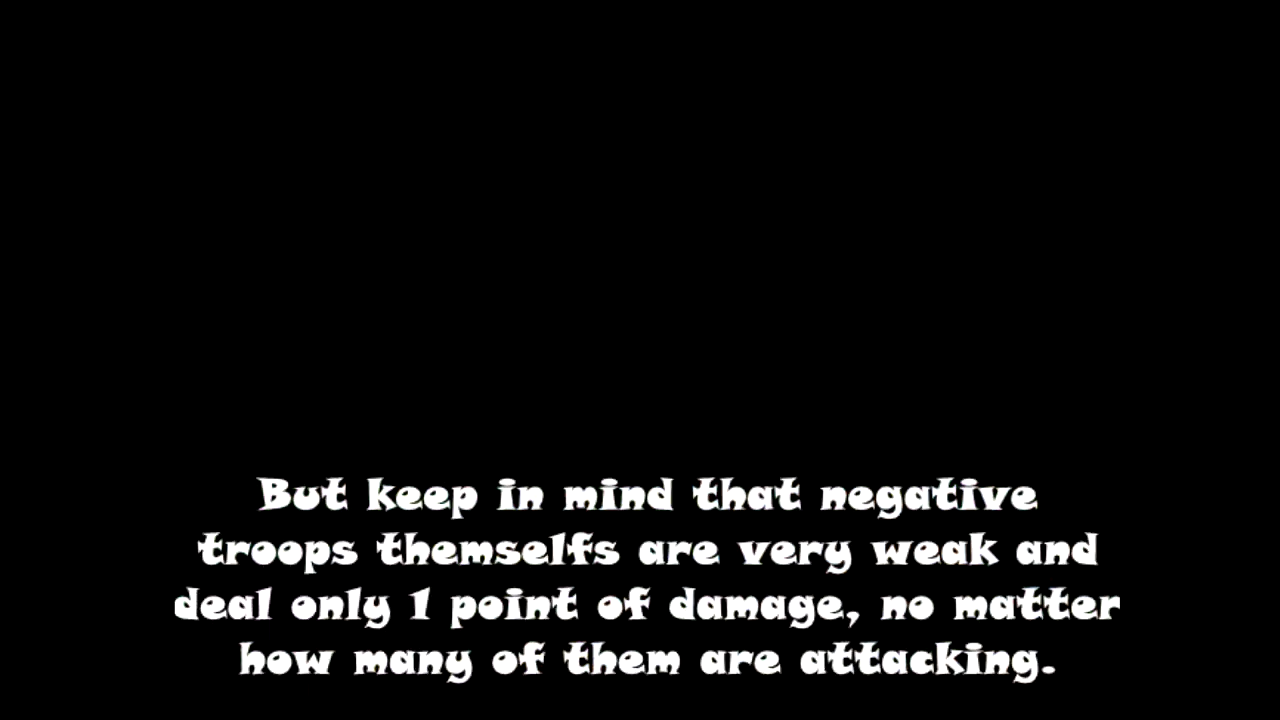 But keep in mind that negative
troops themselfs are very weak and
deal only 1 point of damage, no matter
how many of them are attacking.